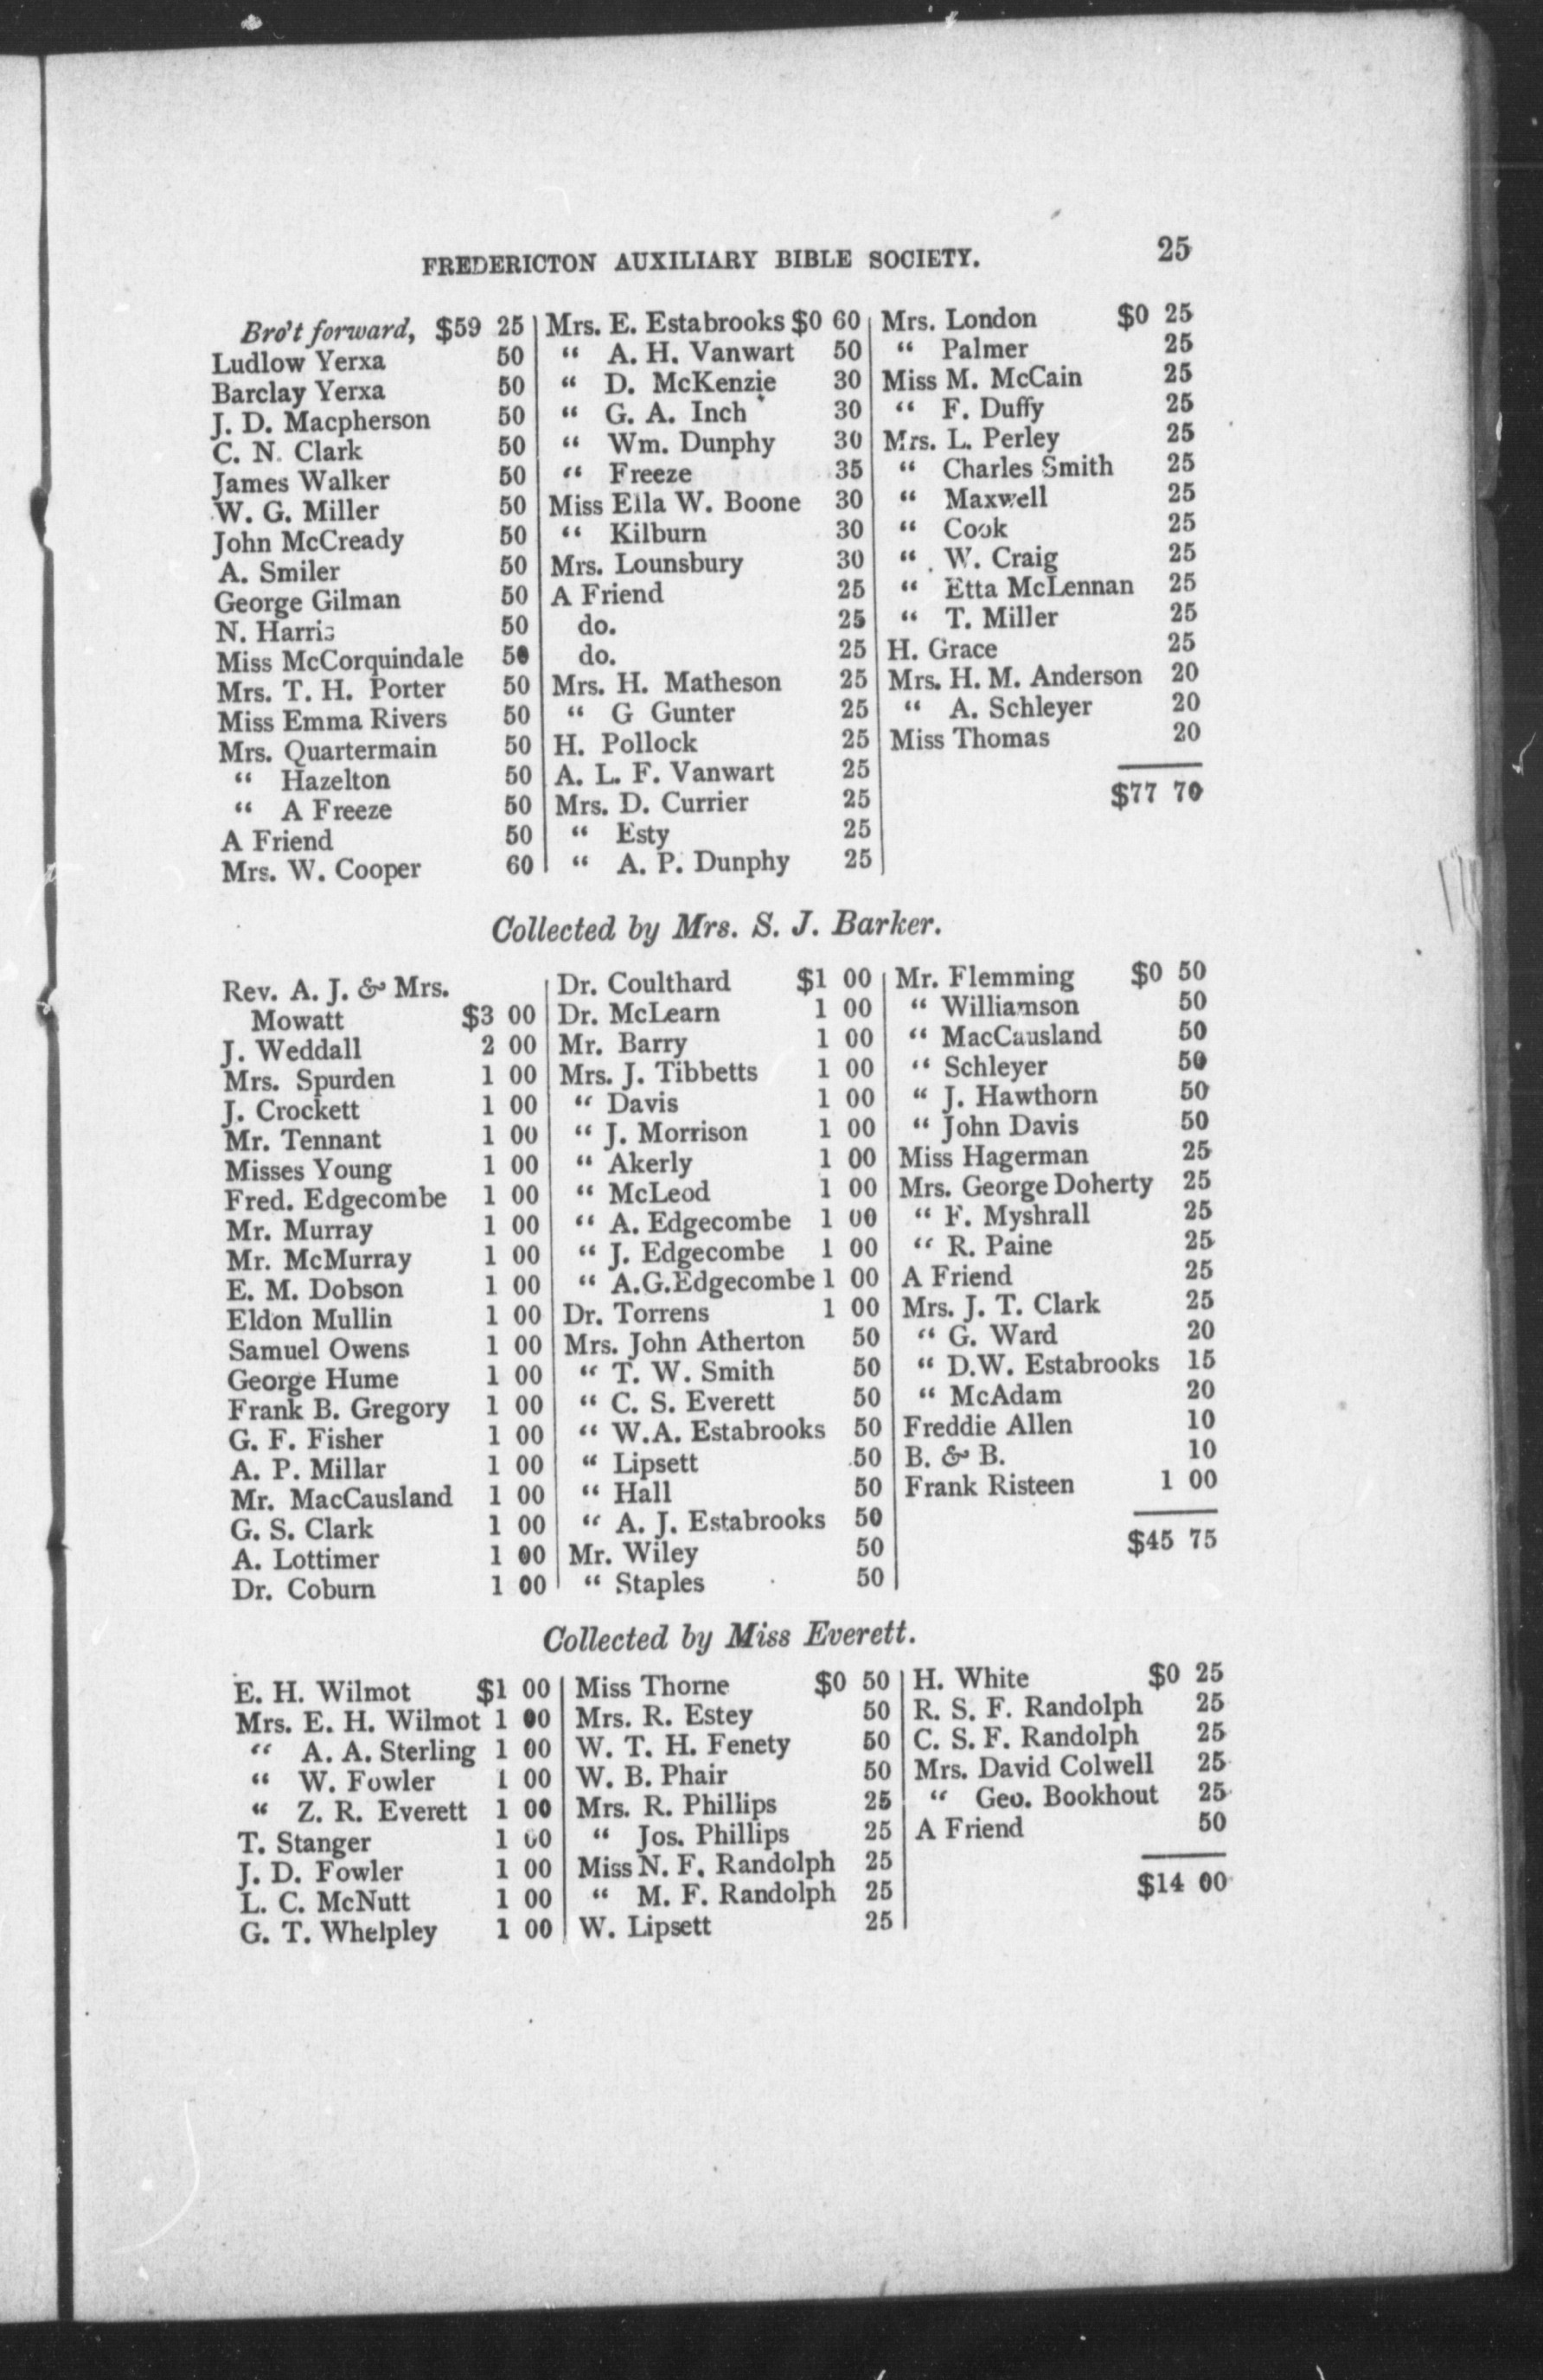 FREDERICTON AUXILIARY BIBLE SOCIETY. 25
Bro't forward, $59 25
Ludlow Yerxa 50
Barclay Yerxa 50
J. D. Macpherson 50
C. N. Clark 50
James Walker 50
W. G. Miller 50
John McCready 50
A. Smiler 50
George Gilman 50
N. Harris 50
Miss McCorquindale 50
Mrs. T. H. Porter 50
Miss Emma Rivers 50
Mrs. Quartermain 50
“ Hazelton 50
“ A Freeze 50
A Friend 50
Mrs. W. Cooper 60
Mrs. E. Estabrooks $0 60
“ A. H. Vanwart 50
“ D. McKenzie 30
“ G. A. Inch 30
“ Wm. Dunphy 30
“ Freeze 35
Miss Ella W. Boone 30
“ Kilburn 30
Mrs. Lounsbury 30
A Friend 25
do. 25
do. 25
Mrs. H. Matheson 25
“ G Gunter 25
H. Pollock 25
A. L. F. Vanwart 25
Mrs. D. Currier 25
“ Esty 25
“ A. P. Dunphy 25
Mrs. London $0 25
“ Palmer 25
Miss M. McCain 25
“ F. Duffy 25
Mrs. L. Perley 25
“ Charles Smith 25
“ Maxwell 25
“ Cook 25
“ W. Craig 25
“ Etta McLennan 25
“ T. Miller 25
H. Grace 25
Mrs. H. M. Anderson 20
“ A. Schleyer 20
Miss Thomas 20
$77 70
Collected by Mrs. S. J. Barker.
Rev. A. J. & Mrs.
Mowatt $3 00
J. Weddall 2 00
Mrs. Spurden 1 00
J. Crockett 1 00
Mr. Tennant 1 00
Misses Young 1 00
Fred. Edgecombe 1 00
Mr. Murray 1 00
Mr. McMurray 1 00
E. M. Dobson 1 00
Eldon Mullin 1 00
Samuel Owens 1 00
George Hume 1 00
Frank B. Gregory 1 00
G. F. Fisher 1 00
A. P. Millar 1 00
Mr. MacCausland 1 00
G. S. Clark 1 00
A. Lottimer 1 00
Dr. Coburn 1 00
Dr. Coulthard $1 00
Dr. McLearn 1 00
Mr. Barry 1 00
Mrs. J. Tibbetts 1 00
“ Davis 1 00
“ J. Morrison 1 00
“ Akerly 1 00
“ McLeod 1 00
“ A. Edgecombe 1 00
“ J. Edgecombe 1 00
“ A.G.Edgecombe 1 00
Dr. Torrens 1 00
Mrs. John Atherton 50
“ T. W. Smith 50
“ C. S. Everett 50
“ W.A. Estabrooks 50
“ Lipsett 50
“ Hall 50
“ A. J. Estabrooks 50
Mr. Wiley 50
“ Staples 50
Mr. Flemming $0 50
“ Williamson 50
“ MacCausland 50
“ Schleyer 50
“ J. Hawthorn 50
“ John Davis 50
Miss Hagerman 25
Mrs. George Doherty 25
“ F. Myshrall 25
“ R. Paine 25
A Friend 25
Mrs. J. T. Clark 25
“ G. Ward 20
“ D.W. Estabrooks 15
“ McAdam 20
Freddie Allen 10
B. & B. 10
Frank Risteen 1 00
$45 75
Collected by Miss Everett.
E. H. Wilmot $1 00
Mrs. E. H. Wilmot 1 00
“ A. A. Sterling 1 00
“ W. Fowler 1 00
“ Z. R. Everett 1 00
T. Stanger 1 00
J. D. Fowler 1 00
L. C. McNutt 1 00
G. T. Whelpley 1 00
Miss Thorne $0 50
Mrs. R. Estey 50
W. T. H. Fenety 50
W. B. Phair 50
Mrs. R. Phillips 25
“ Jos. Phillips 25
Miss N. F. Randolph 25
“ M. F. Randolph 25
W. Lipsett 25
H. White $0 25
R. S. F. Randolph 25
C. S. F. Randolph 25
Mrs. David Colwell 25
“ Geo. Bookhout 25
A Friend 50
$14 00